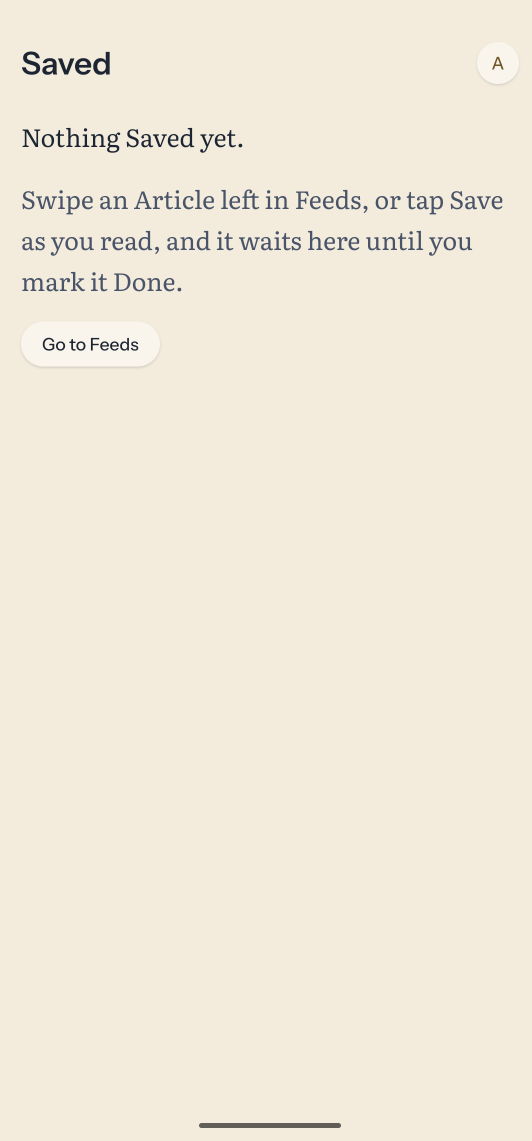 Saved
A
Nothing Saved yet.
Swipe an Article left in Feeds, or tap Save
as you read, and it waits here until you
mark it Done.
Go to Feeds